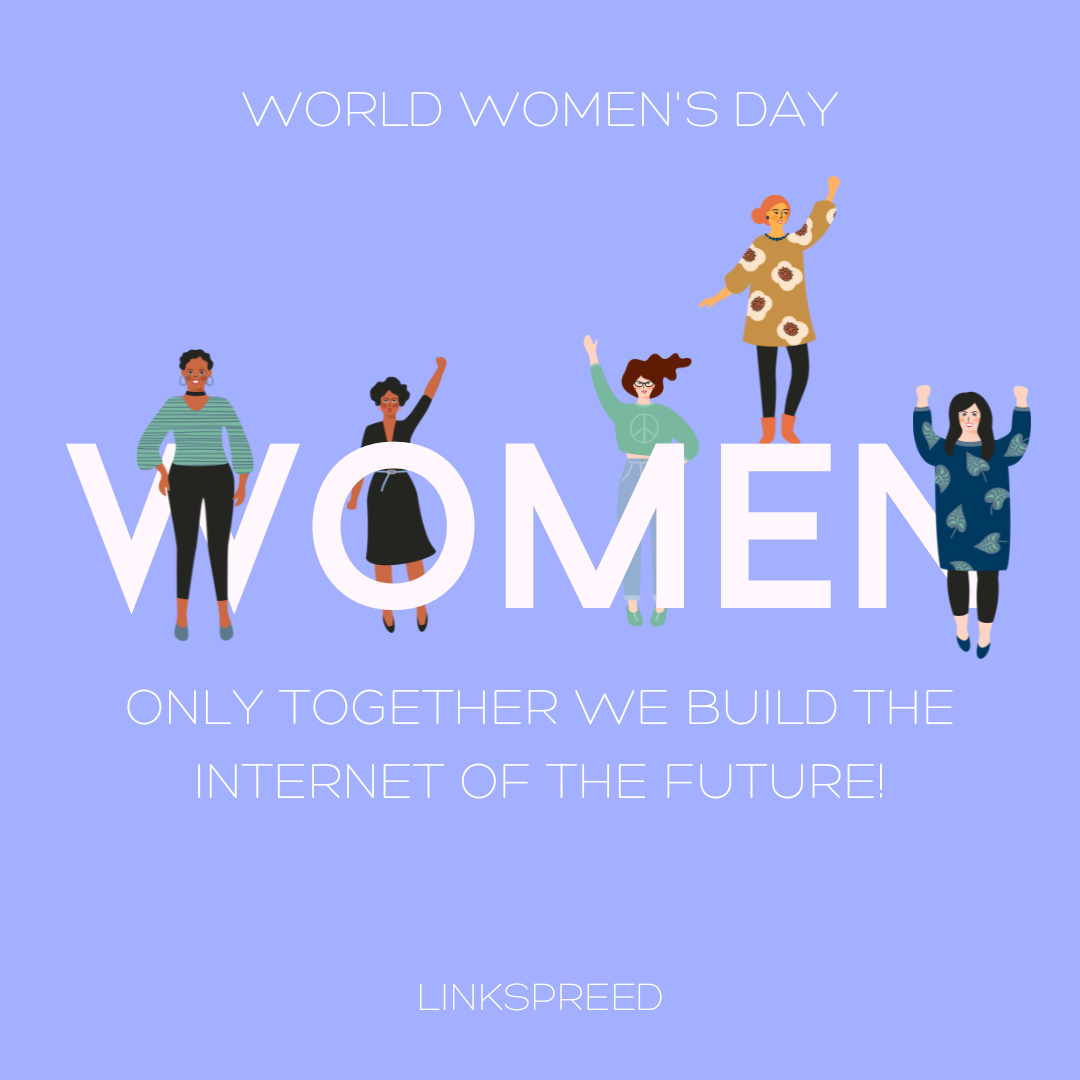 WORLD WOMEN'S DAY
WOMEN
ONLY TOGETHER WE BUILD THE
INTERNET OF THE FUTURE!
LINKSPREED